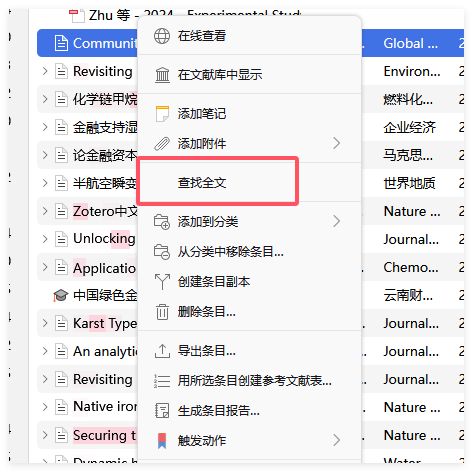 Zhu 等 - 2024 - Experimental Stud
Communi
Global ...
在线查看
Revisiting
Environ...
在文献库中显示
化学链甲烷
燃料化...
添加笔记
金融支持湿
企业经济
添加附件
论金融资本
马克思...
半航空瞬变
查找全文
世界地质
Zotero中文
添加到分类
Nature ...
Unlocking
Journal...
从分类中移除条目...
Application
Chemo...
创建条目副本
中国绿色金
云南财...
删除条目...
Karst Type
Journal...
An analytic
导出条目...
Journal...
Revisiting
用所选条目创建参考文献表...
Journal...
Native iron
生成条目报告...
Nature ...
Securing t
触发动作
Nature ...
Dynamic h
Water